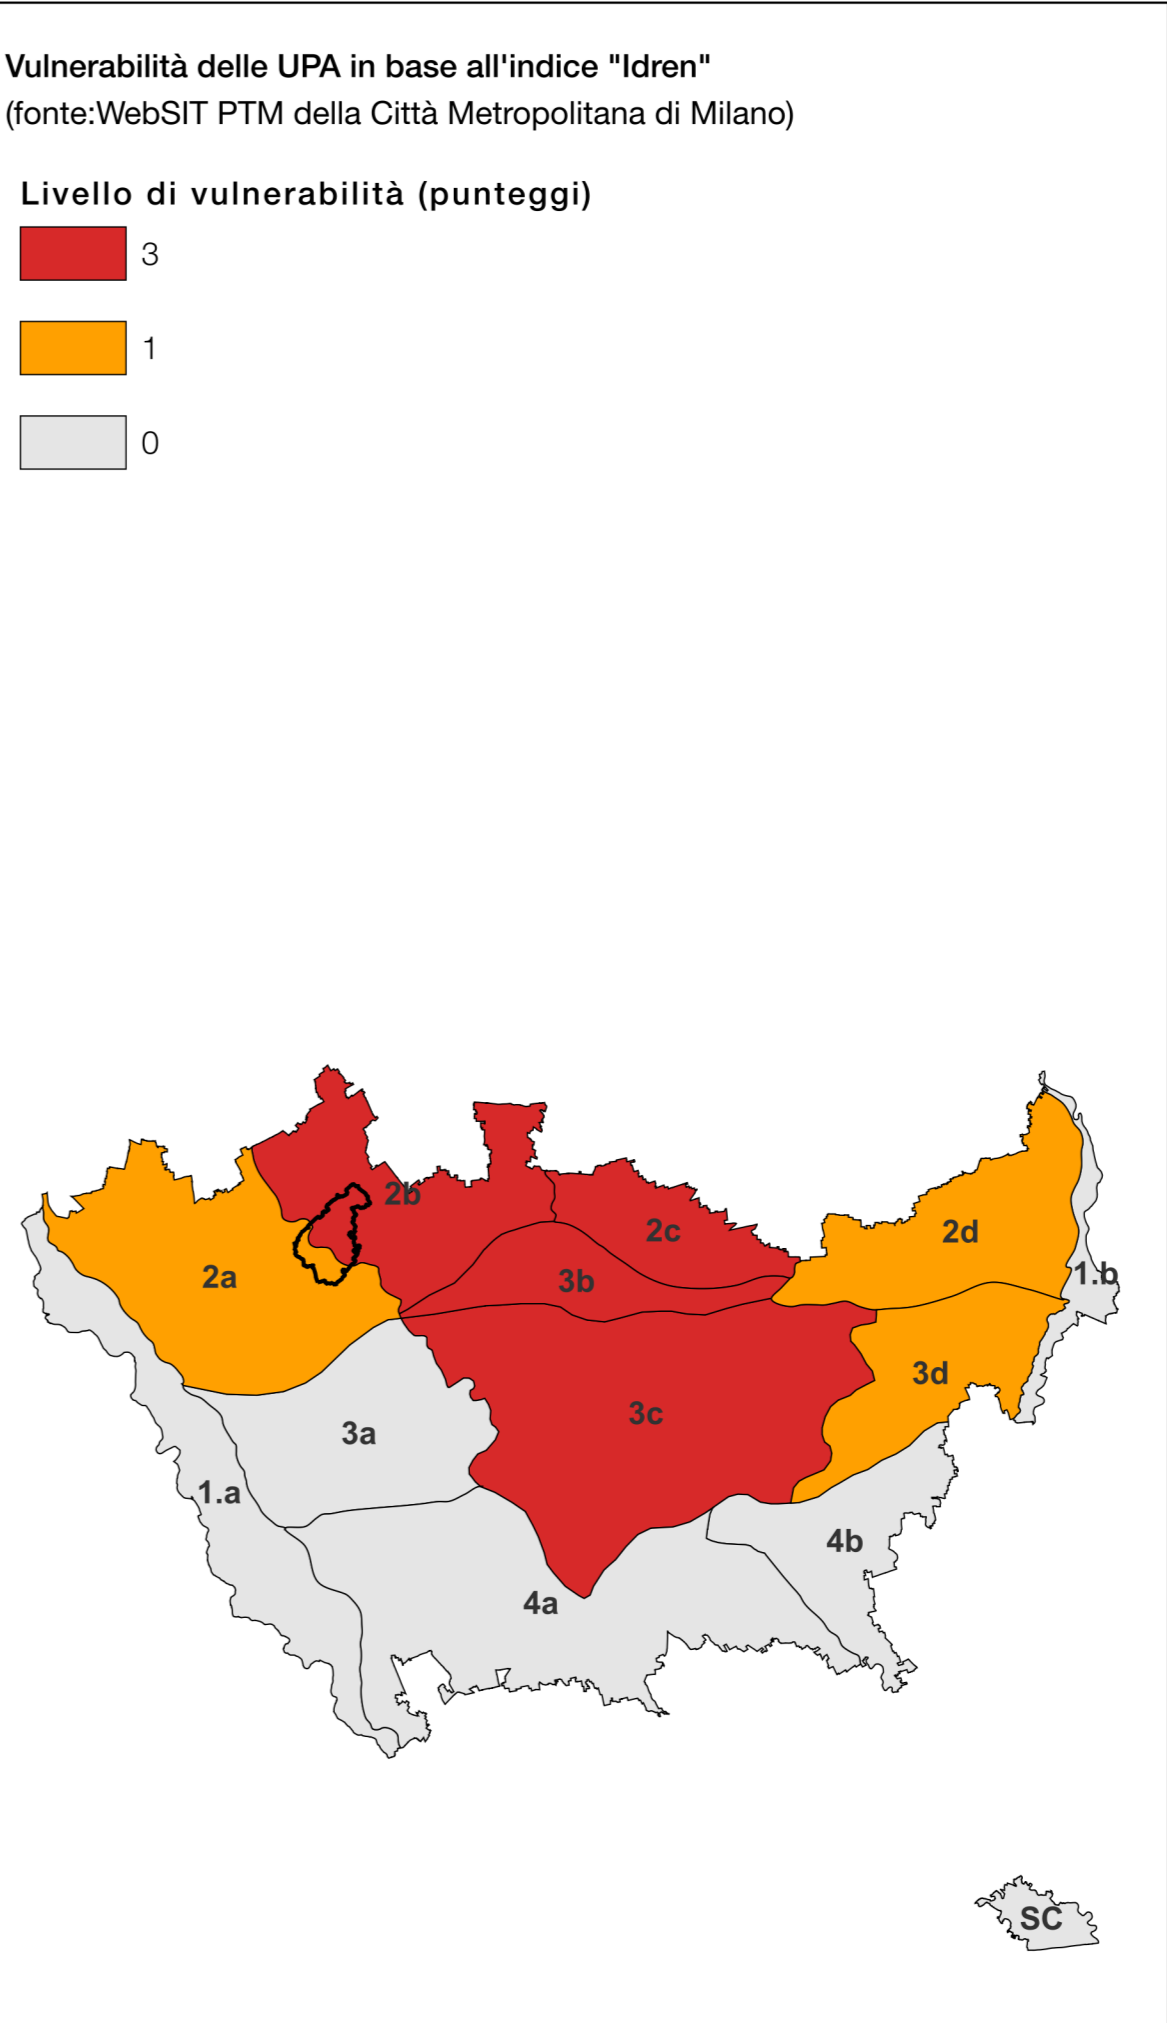 Vulnerabilità delle UPA in base all'indice "Idren"
(fonte:WebSIT PTM della Città Metropolitana di Milano)
Livello di vulnerabilità (punteggi)
3
1
0
2b
2c
2d
2a
3b
1.b
3d
3c
3a
1.a
4b
4a
SC